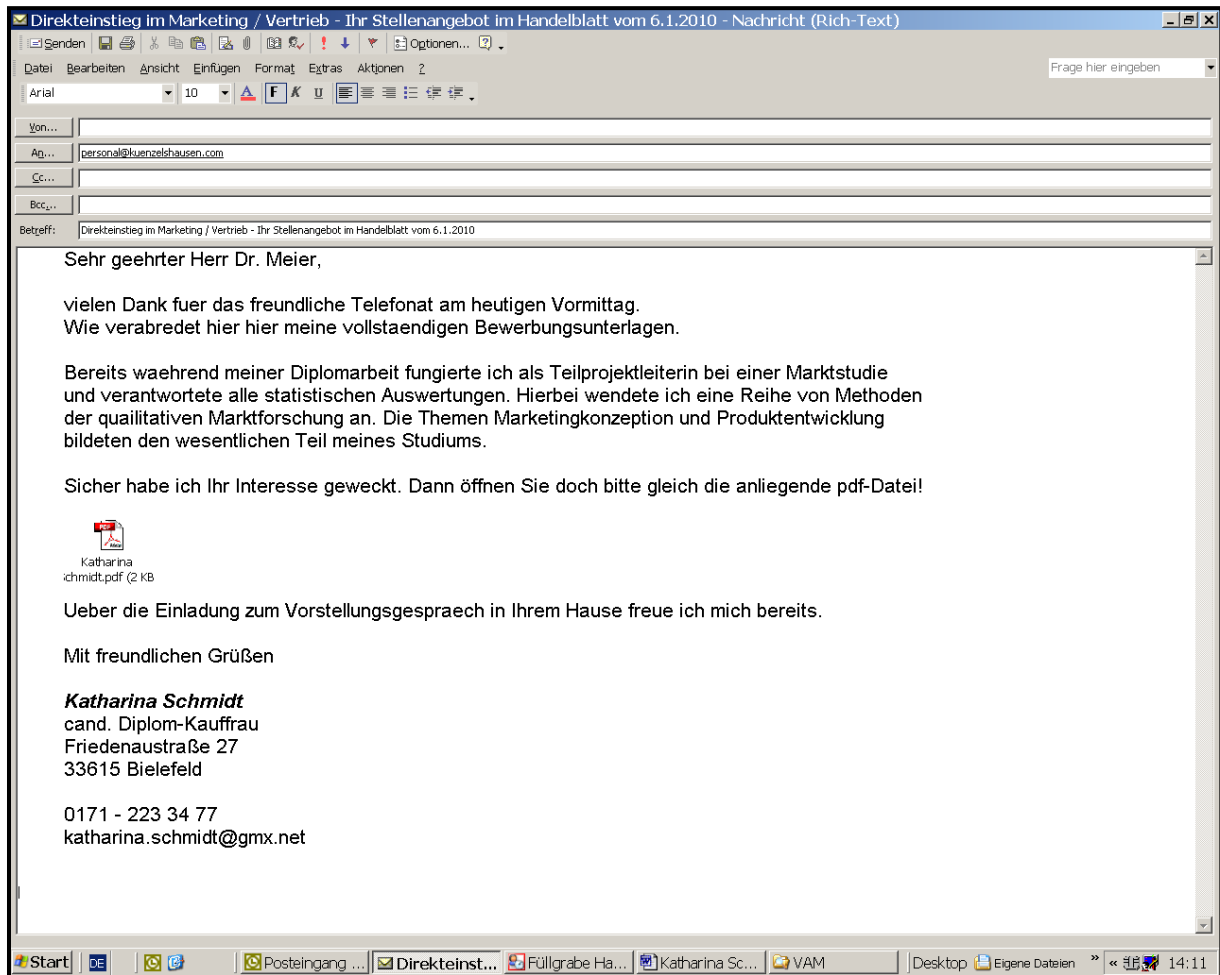 Direkteinstieg im Marketing / Vertrieb - Ihr Stellenangebot im Handelblatt vom 6.1.2010 - Nachricht (Rich-Text)
Senden Optionen...
Datei Bearbeiten Ansicht Einfügen Format Extras Aktionen ? Frage hier eingeben
Arial 10 A F K U
Von...
An... personal@kuenzelshausen.com
Cc...
Bcc...
Betreff: Direkteinstieg im Marketing / Vertrieb - Ihr Stellenangebot im Handelblatt vom 6.1.2010
Sehr geehrter Herr Dr. Meier,
vielen Dank fuer das freundliche Telefonat am heutigen Vormittag.
Wie verabredet hier hier meine vollstaendigen Bewerbungsunterlagen.
Bereits waehrend meiner Diplomarbeit fungierte ich als Teilprojektleiterin bei einer Marktstudie
und verantwortete alle statistischen Auswertungen. Hierbei wendete ich eine Reihe von Methoden
der quailitativen Marktforschung an. Die Themen Marketingkonzeption und Produktentwicklung
bildeten den wesentlichen Teil meines Studiums.
Sicher habe ich Ihr Interesse geweckt. Dann öffnen Sie doch bitte gleich die anliegende pdf-Datei!
Katharina
chmidt.pdf (2 KB
Ueber die Einladung zum Vorstellungsgespraech in Ihrem Hause freue ich mich bereits.
Mit freundlichen Grüßen
Katharina Schmidt
cand. Diplom-Kauffrau
Friedenaustraße 27
33615 Bielefeld
0171 - 223 34 77
katharina.schmidt@gmx.net
Start DE Posteingang ... Direkteinst... Füllgrabe Ha... Katharina Sc... VAM Desktop Eigene Dateien » « 14:11